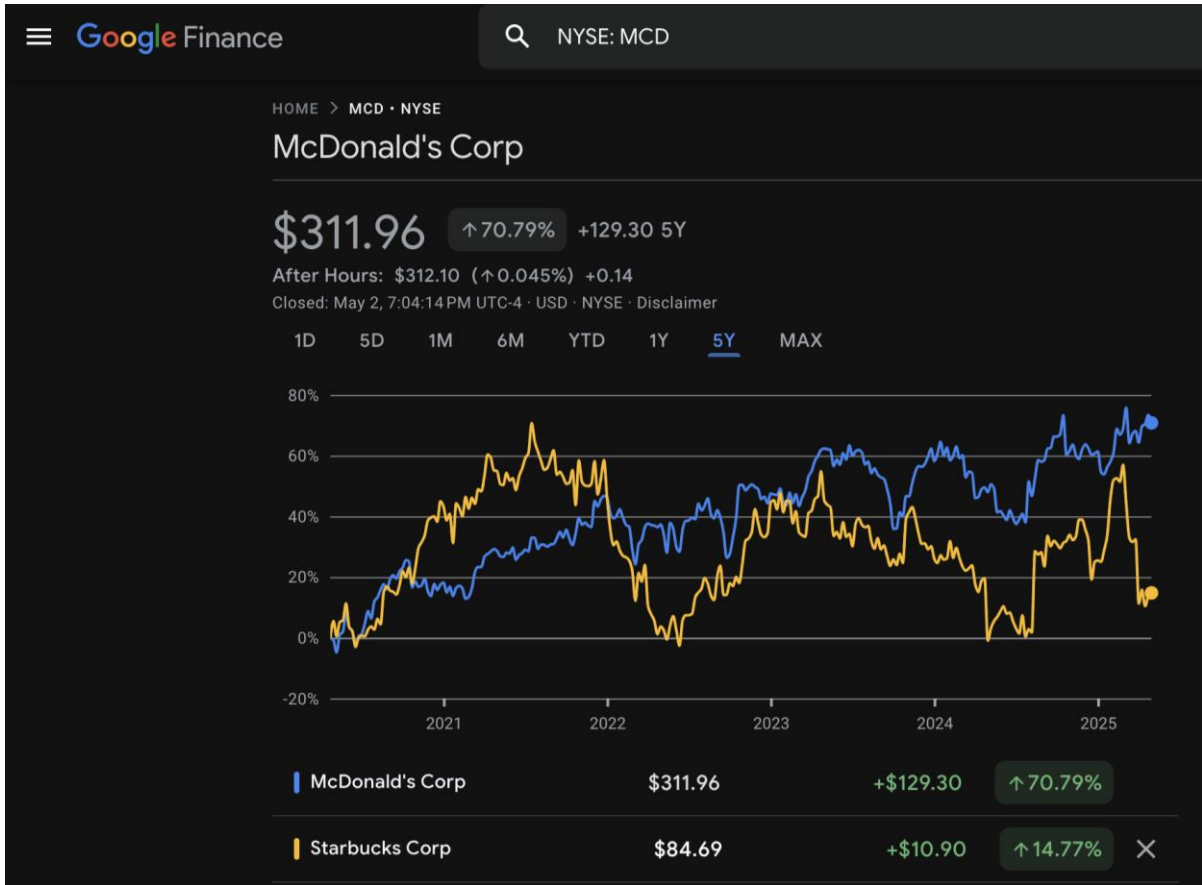 Google Finance
NYSE: MCD
HOME > MCD • NYSE
McDonald's Corp
$311.96 ↑70.79% +129.30 5Y
After Hours: $312.10 (↑0.045%) +0.14
Closed: May 2, 7:04:14 PM UTC-4 · USD · NYSE · Disclaimer
1D 5D 1M 6M YTD 1Y 5Y MAX
80%
60%
40%
20%
0%
-20%
2021 2022 2023 2024 2025
McDonald's Corp $311.96 +$129.30 ↑70.79%
Starbucks Corp $84.69 +$10.90 ↑14.77%